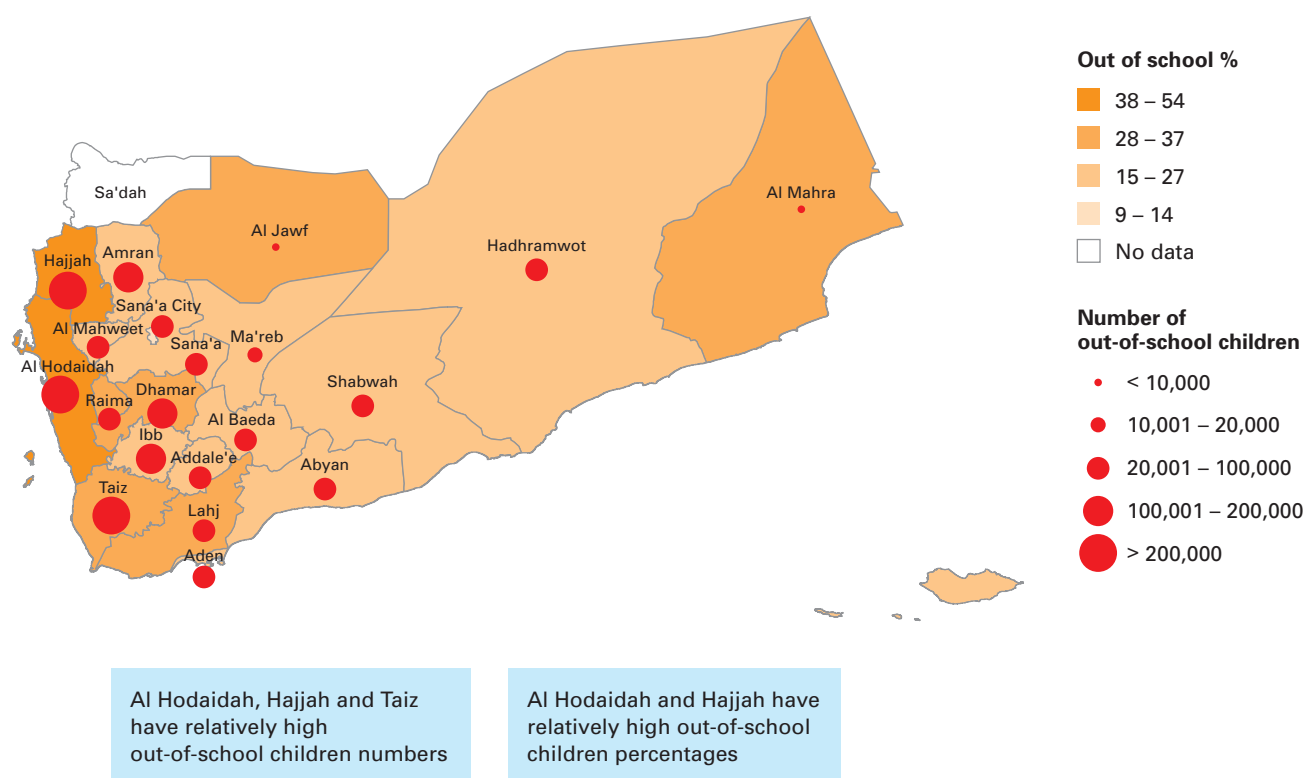 Out of school %
38 – 54
28 – 37
15 – 27
9 – 14
No data
Number of
out-of-school children
< 10,000
10,001 – 20,000
20,001 – 100,000
100,001 – 200,000
> 200,000
Sa'dah
Al Mahra
Al Jawf
Hadhramwot
Amran
Hajjah
Sana'a City
Al Mahweet
Ma'reb
Sana'a
Al Hodaidah
Shabwah
Dhamar
Raima
Al Baeda
Ibb
Addale'e
Abyan
Taiz
Lahj
Aden
Al Hodaidah, Hajjah and Taiz
have relatively high
out-of-school children numbers
Al Hodaidah and Hajjah have
relatively high out-of-school
children percentages